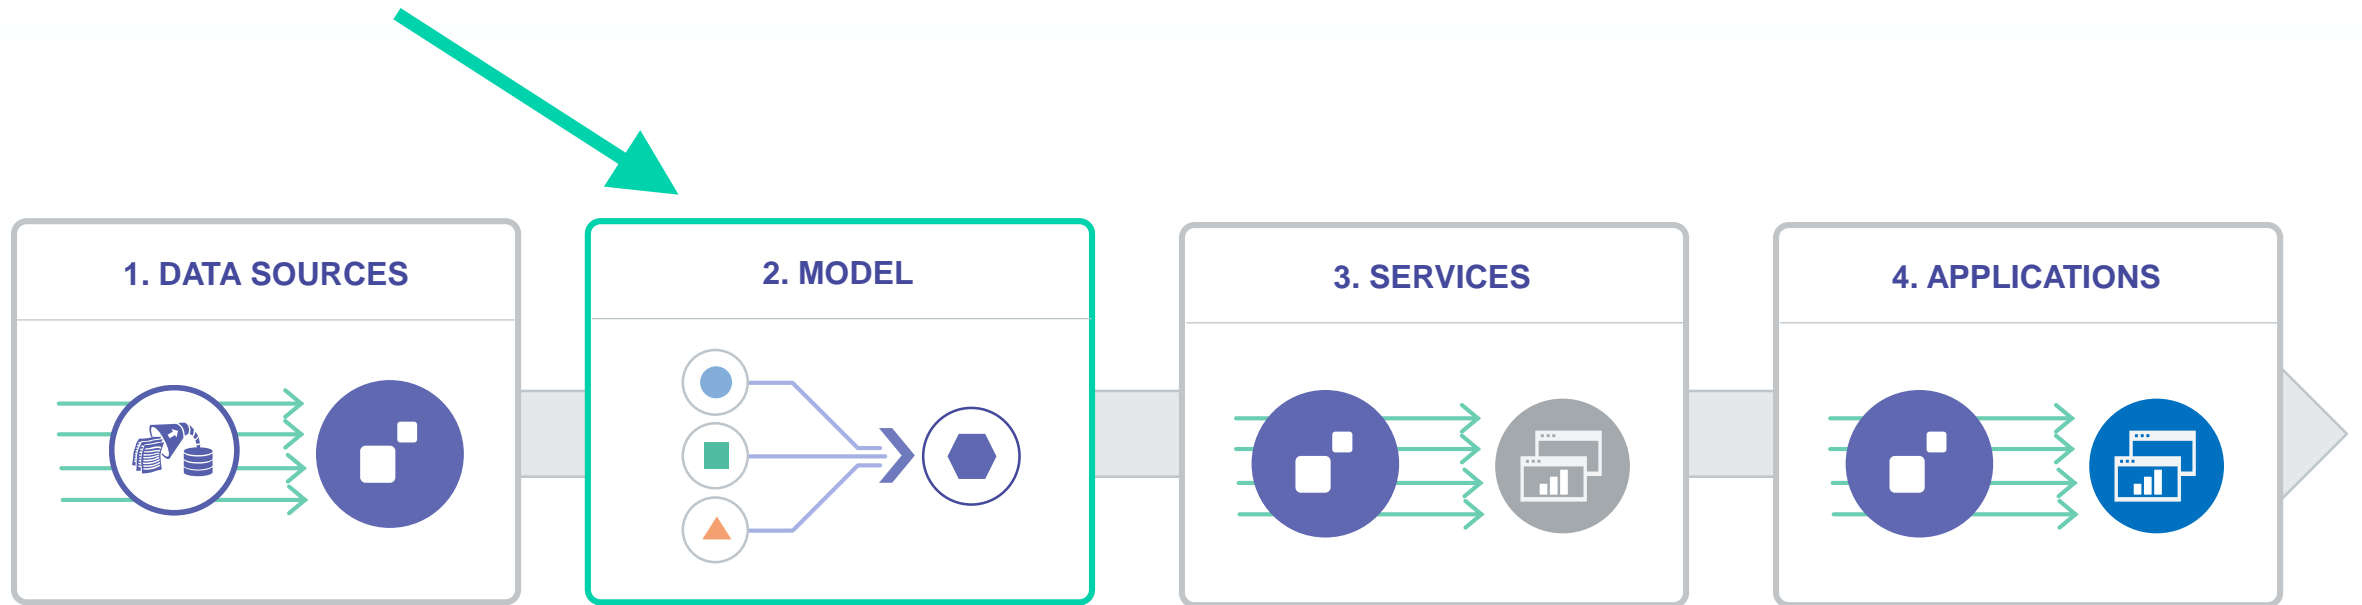 1. DATA SOURCES
2. MODEL
3. SERVICES
4. APPLICATIONS